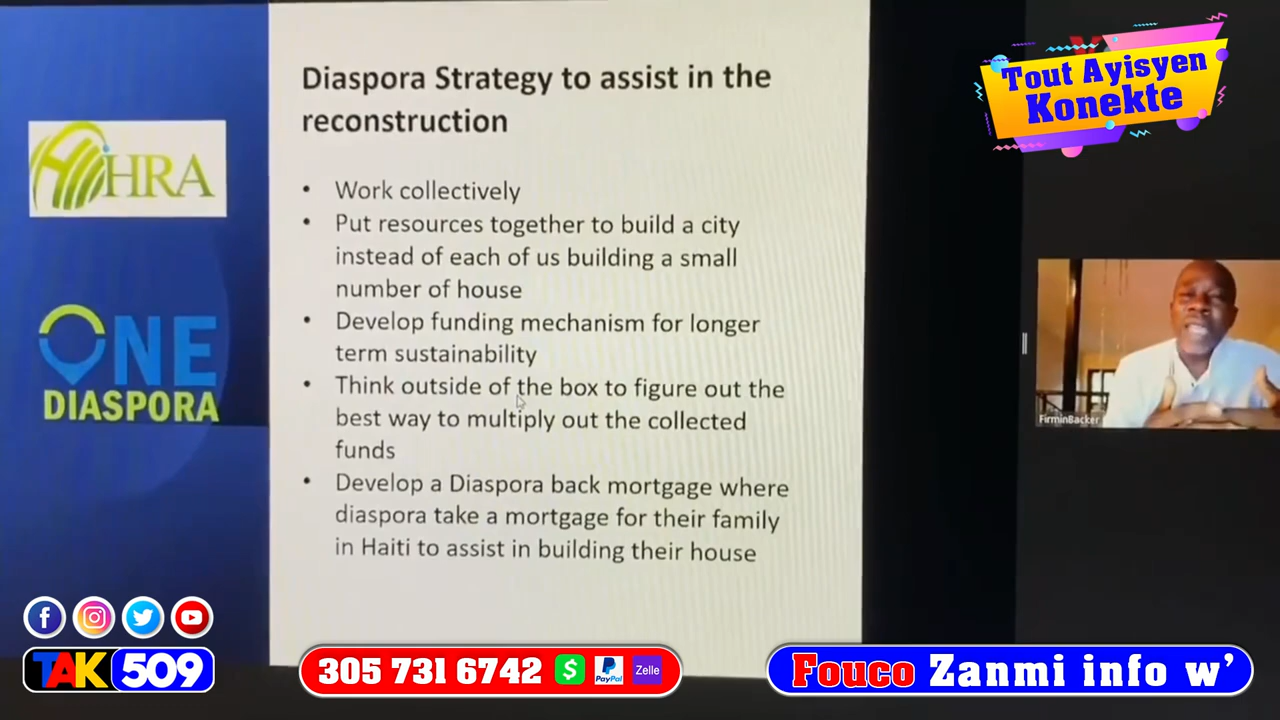 Diaspora Strategy to assist in the
reconstruction
• Work collectively
• Put resources together to build a city
instead of each of us building a small
number of house
• Develop funding mechanism for longer
term sustainability
• Think outside of the box to figure out the
best way to multiply out the collected
funds
• Develop a Diaspora back mortgage where
diaspora take a mortgage for their family
in Haiti to assist in building their house
HRA
ONE
DIASPORA
Tout Ayisyen
Konekte
FirminBacker
TAK 509
305 731 6742 $ PayPal Zelle
Fouco Zanmi info w'